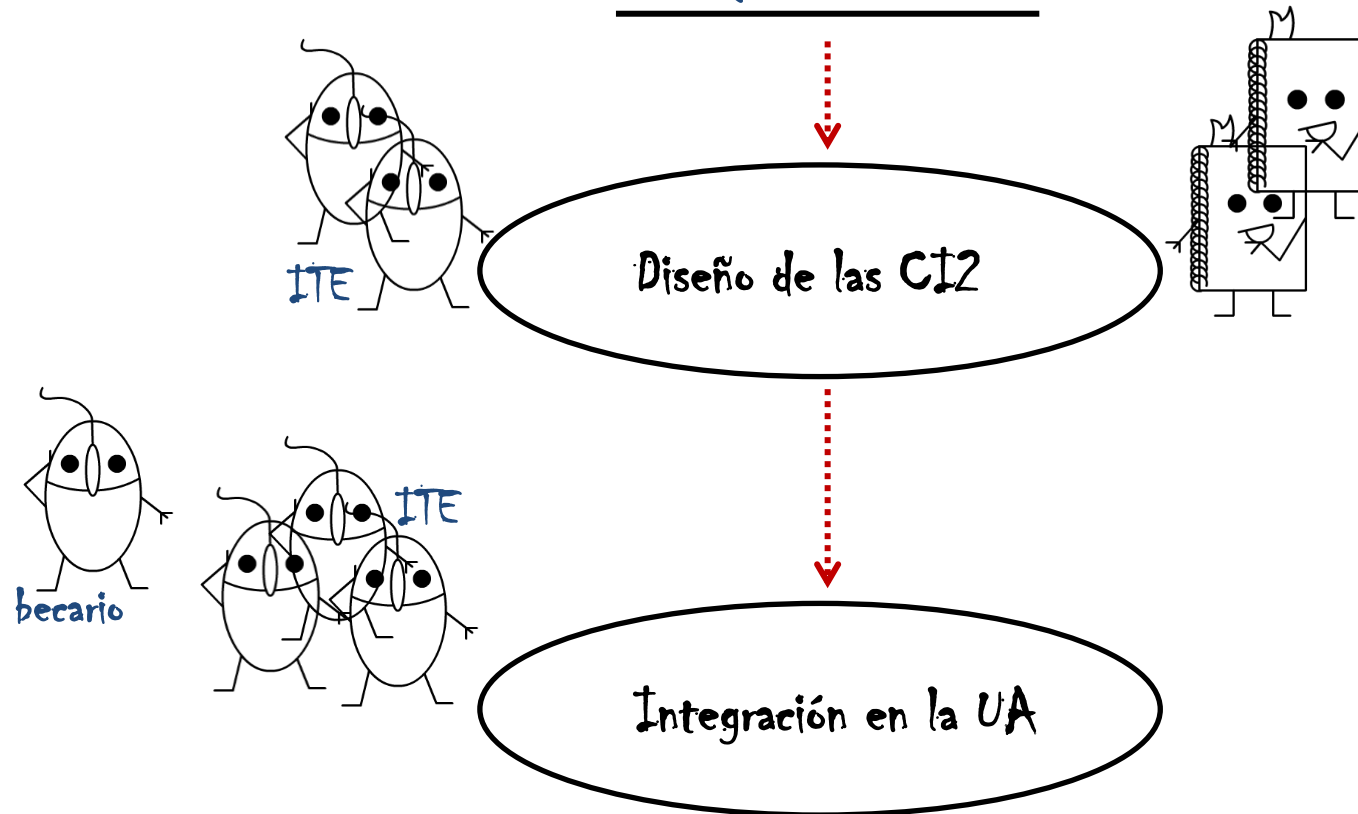 ITE
Diseño de las CI2
ITE
becario
Integración en la UA